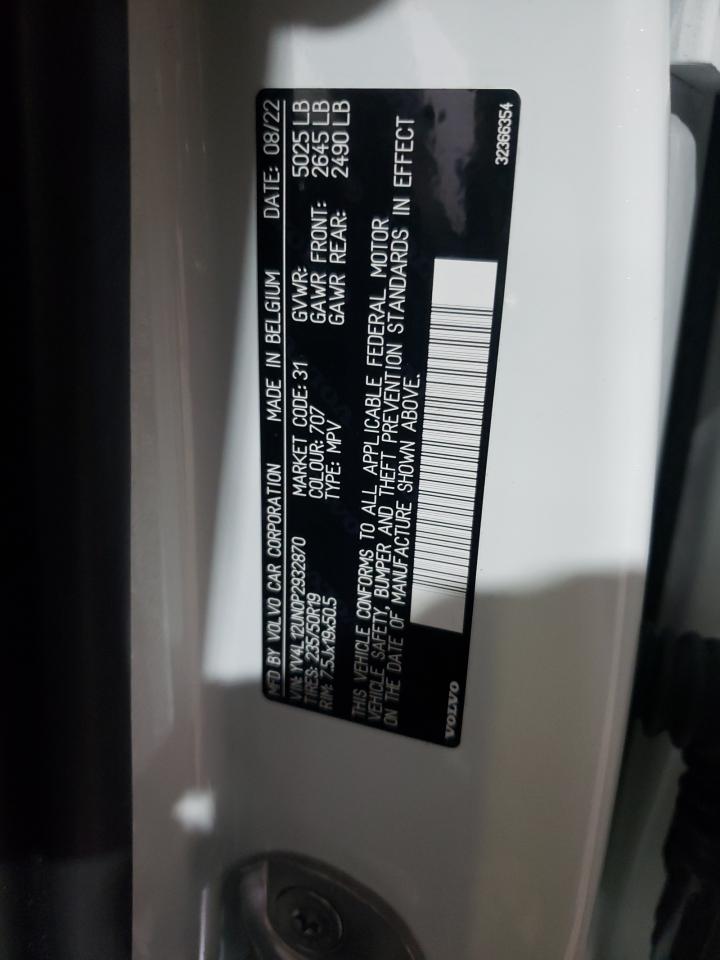 MFD BY VOLVO CAR CORPORATION MADE IN BELGIUM DATE: 08/22
VIN: YV4L12UN0P2932870 MARKET CODE: 31 GVWR: 5025 LB
TIRES: 235/50R19 COLOUR: 707 GAWR FRONT: 2645 LB
RIM: 7.5Jx19x50.5 TYPE: MPV GAWR REAR: 2490 LB
THIS VEHICLE CONFORMS TO ALL APPLICABLE FEDERAL MOTOR
VEHICLE SAFETY, BUMPER AND THEFT PREVENTION STANDARDS IN EFFECT
ON THE DATE OF MANUFACTURE SHOWN ABOVE.
VOLVO 32366354